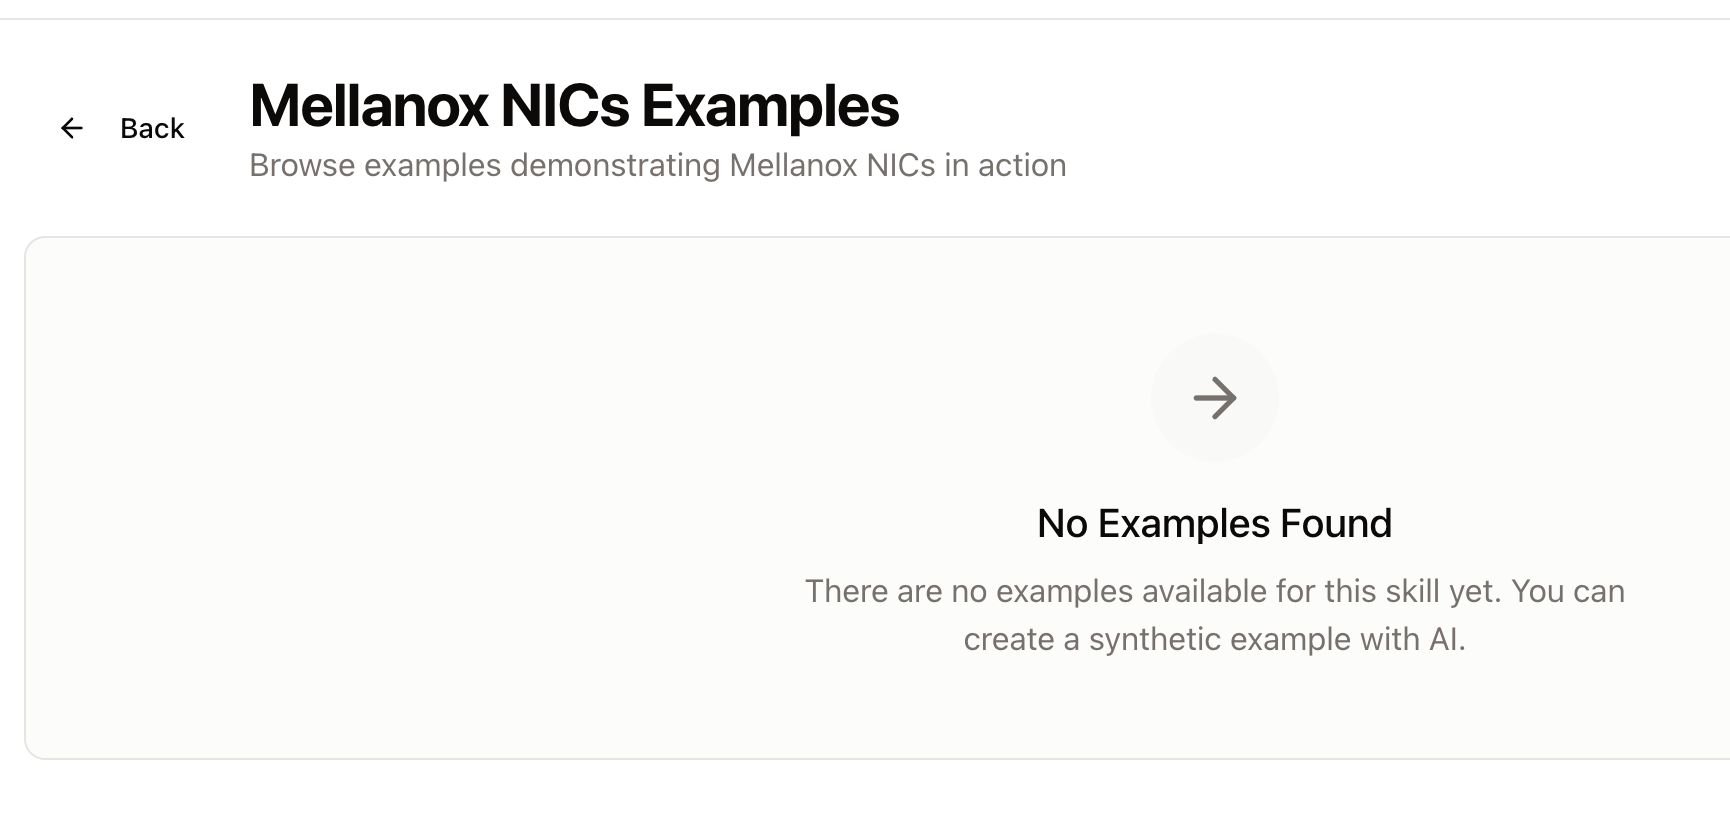 Back
Mellanox NICs Examples
Browse examples demonstrating Mellanox NICs in action
No Examples Found
There are no examples available for this skill yet. You can
create a synthetic example with AI.